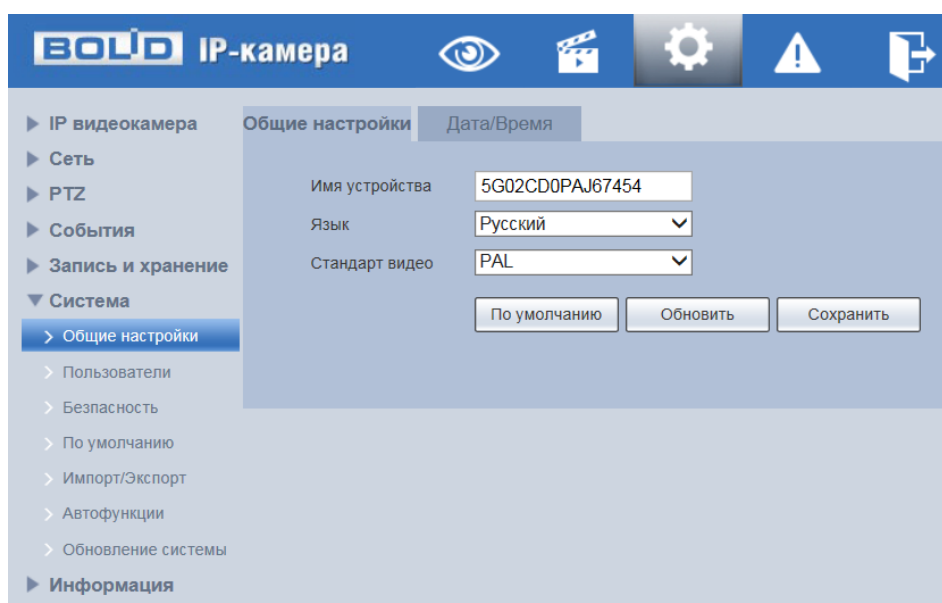 BOLID IP-камера
IP видеокамера
Сеть
PTZ
События
Запись и хранение
Система
Общие настройки
Пользователи
Безпасность
По умолчанию
Импорт/Экспорт
Автофункции
Обновление системы
Информация
Общие настройки Дата/Время
Имя устройства 5G02CD0PAJ67454
Язык Русский
Стандарт видео PAL
По умолчанию Обновить Сохранить